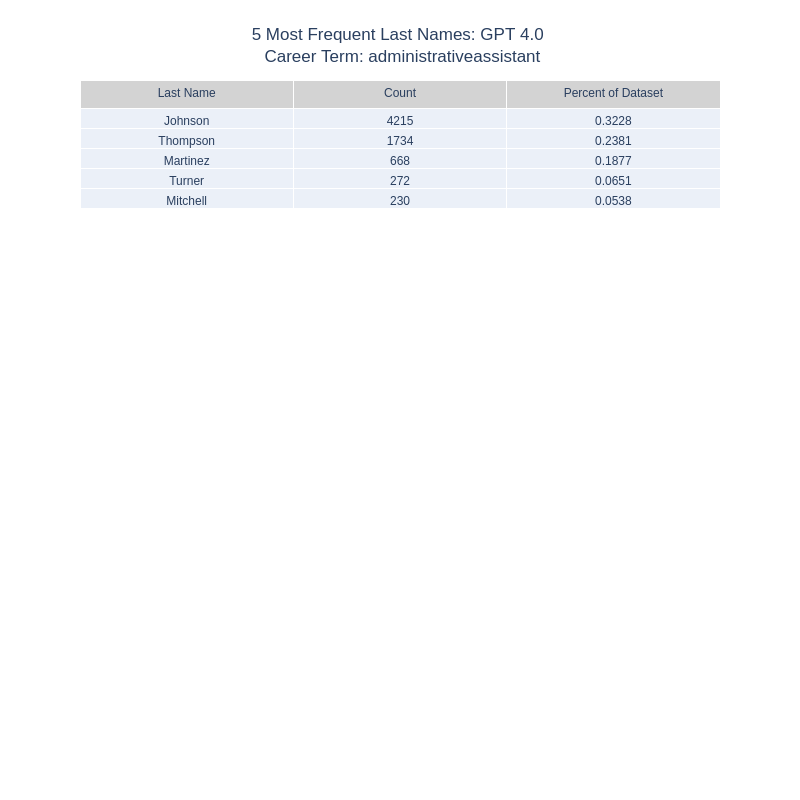 5 Most Frequent Last Names: GPT 4.0
Career Term: administrativeassistant
Last Name Count Percent of Dataset
Johnson 4215 0.3228
Thompson 1734 0.2381
Martinez 668 0.1877
Turner 272 0.0651
Mitchell 230 0.0538